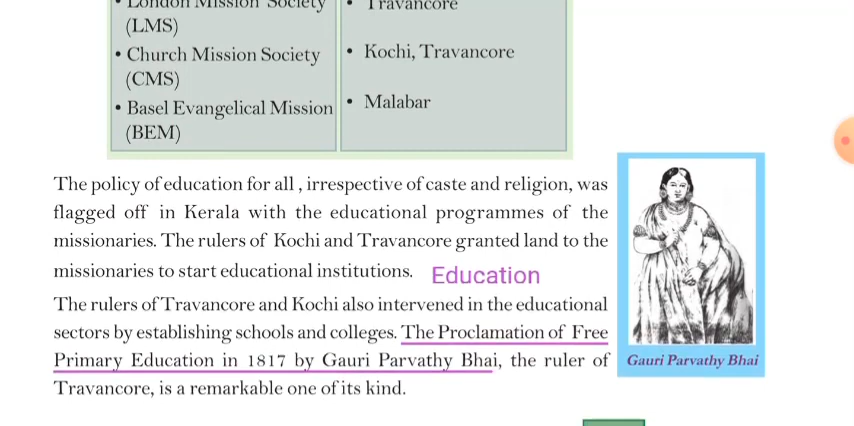 • London Mission Society
(LMS)
• Church Mission Society
(CMS)
• Basel Evangelical Mission
(BEM)
• Travancore
• Kochi, Travancore
• Malabar
The policy of education for all , irrespective of caste and religion, was
flagged off in Kerala with the educational programmes of the
missionaries. The rulers of Kochi and Travancore granted land to the
missionaries to start educational institutions. Education
The rulers of Travancore and Kochi also intervened in the educational
sectors by establishing schools and colleges. The Proclamation of Free
Primary Education in 1817 by Gauri Parvathy Bhai, the ruler of
Travancore, is a remarkable one of its kind.
Gauri Parvathy Bhai